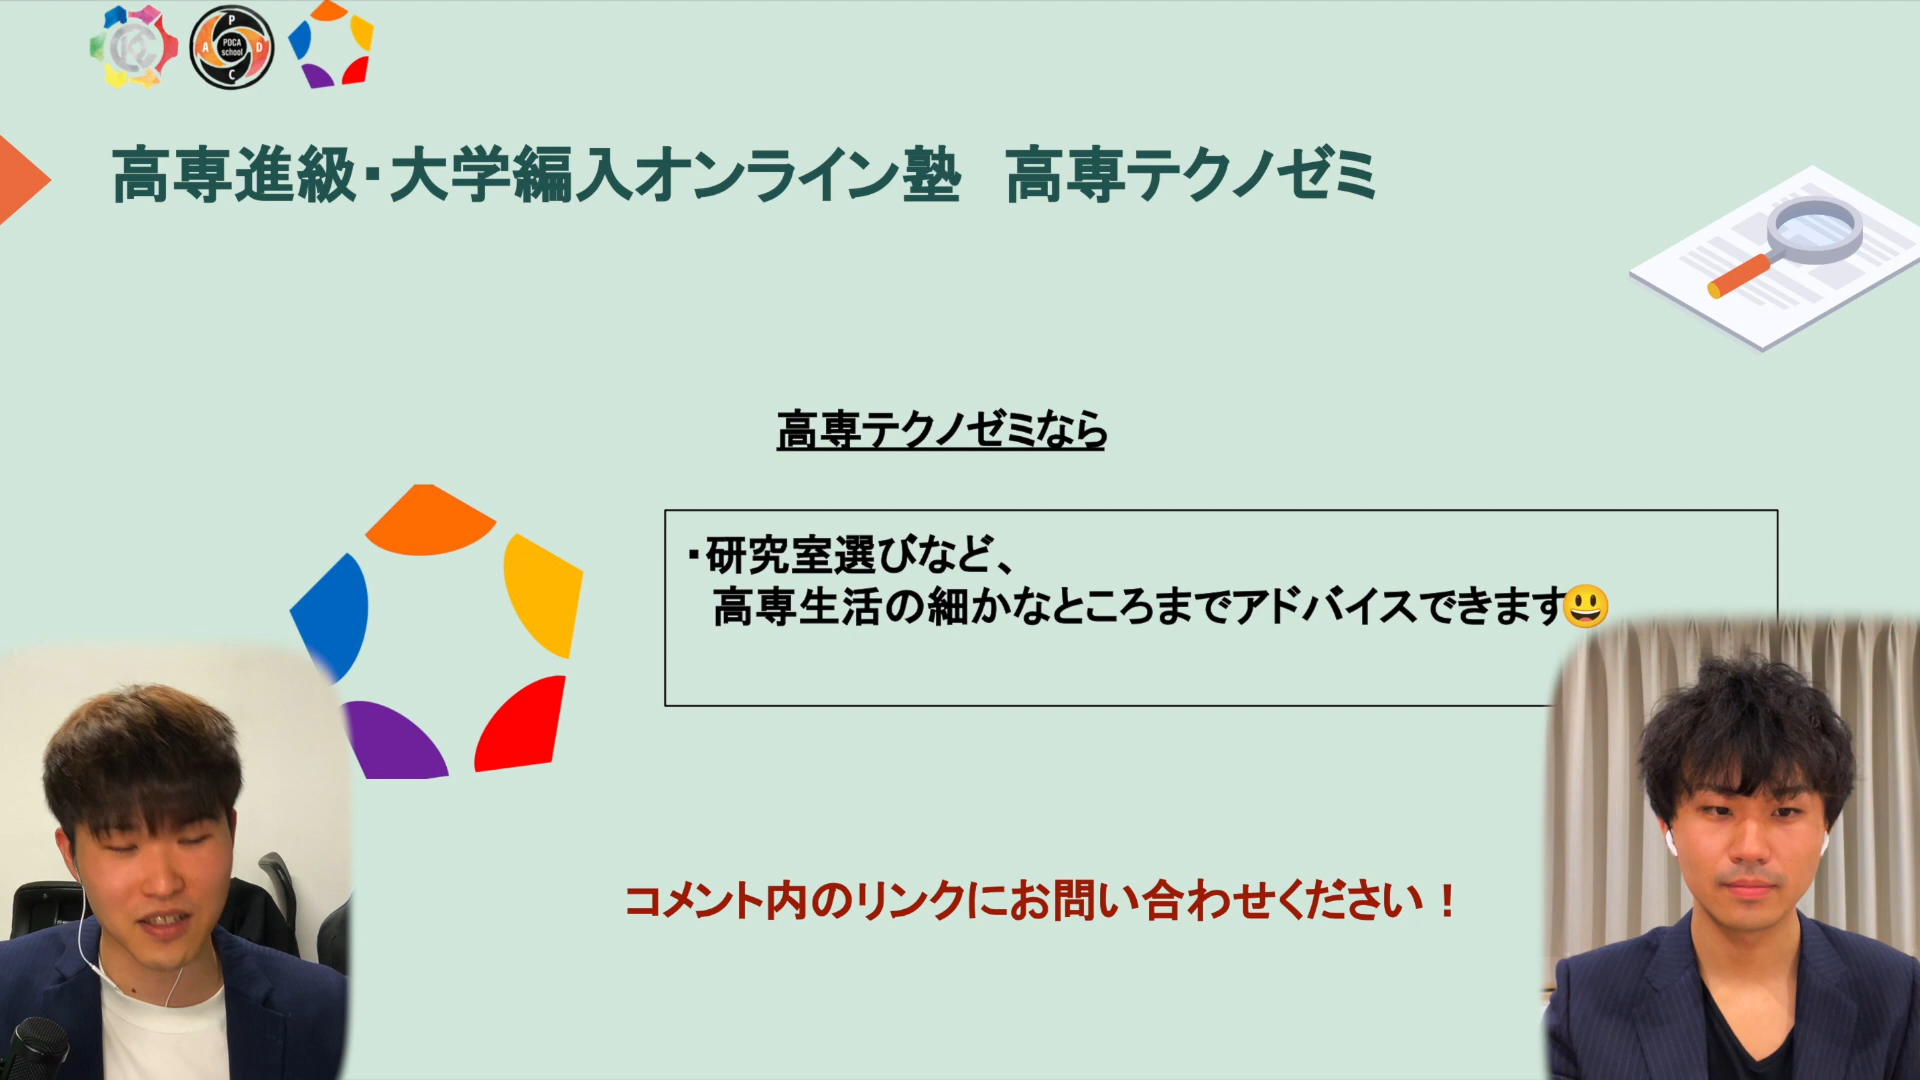 P
A PDCA D
school
C
高専進級・大学編入オンライン塾　高専テクノゼミ
高専テクノゼミなら
・研究室選びなど、
高専生活の細かなところまでアドバイスできます😃
コメント内のリンクにお問い合わせください！